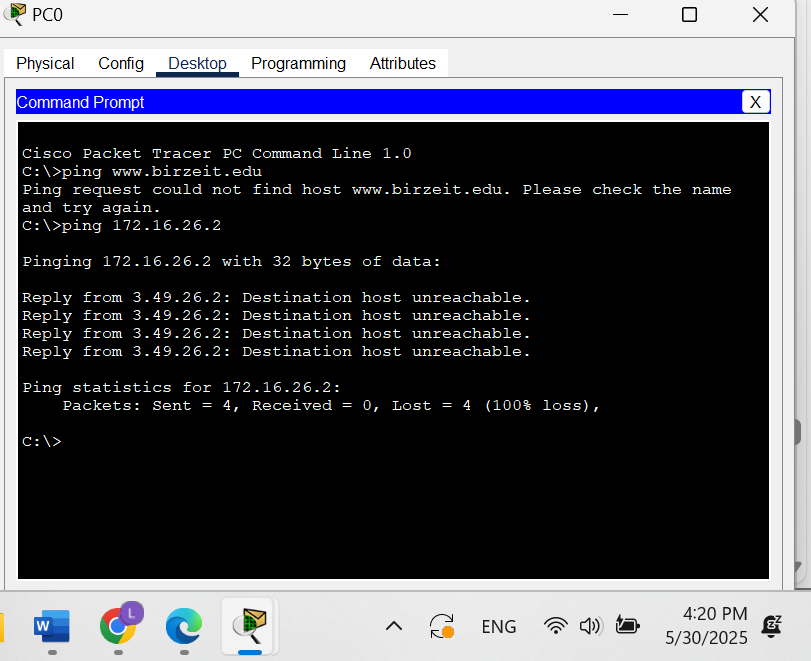 PC0
Physical Config Desktop Programming Attributes
Command Prompt X
Cisco Packet Tracer PC Command Line 1.0
C:\>ping www.birzeit.edu
Ping request could not find host www.birzeit.edu. Please check the name
and try again.
C:\>ping 172.16.26.2
Pinging 172.16.26.2 with 32 bytes of data:
Reply from 3.49.26.2: Destination host unreachable.
Reply from 3.49.26.2: Destination host unreachable.
Reply from 3.49.26.2: Destination host unreachable.
Reply from 3.49.26.2: Destination host unreachable.
Ping statistics for 172.16.26.2:
Packets: Sent = 4, Received = 0, Lost = 4 (100% loss),
C:\>
W L ENG 4:20 PM
5/30/2025